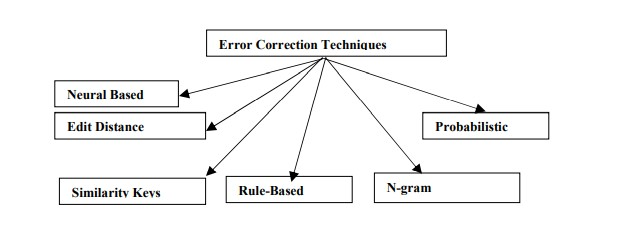 Error Correction Techniques
Neural Based
Edit Distance
Probabilistic
Similarity Keys
Rule-Based
N-gram